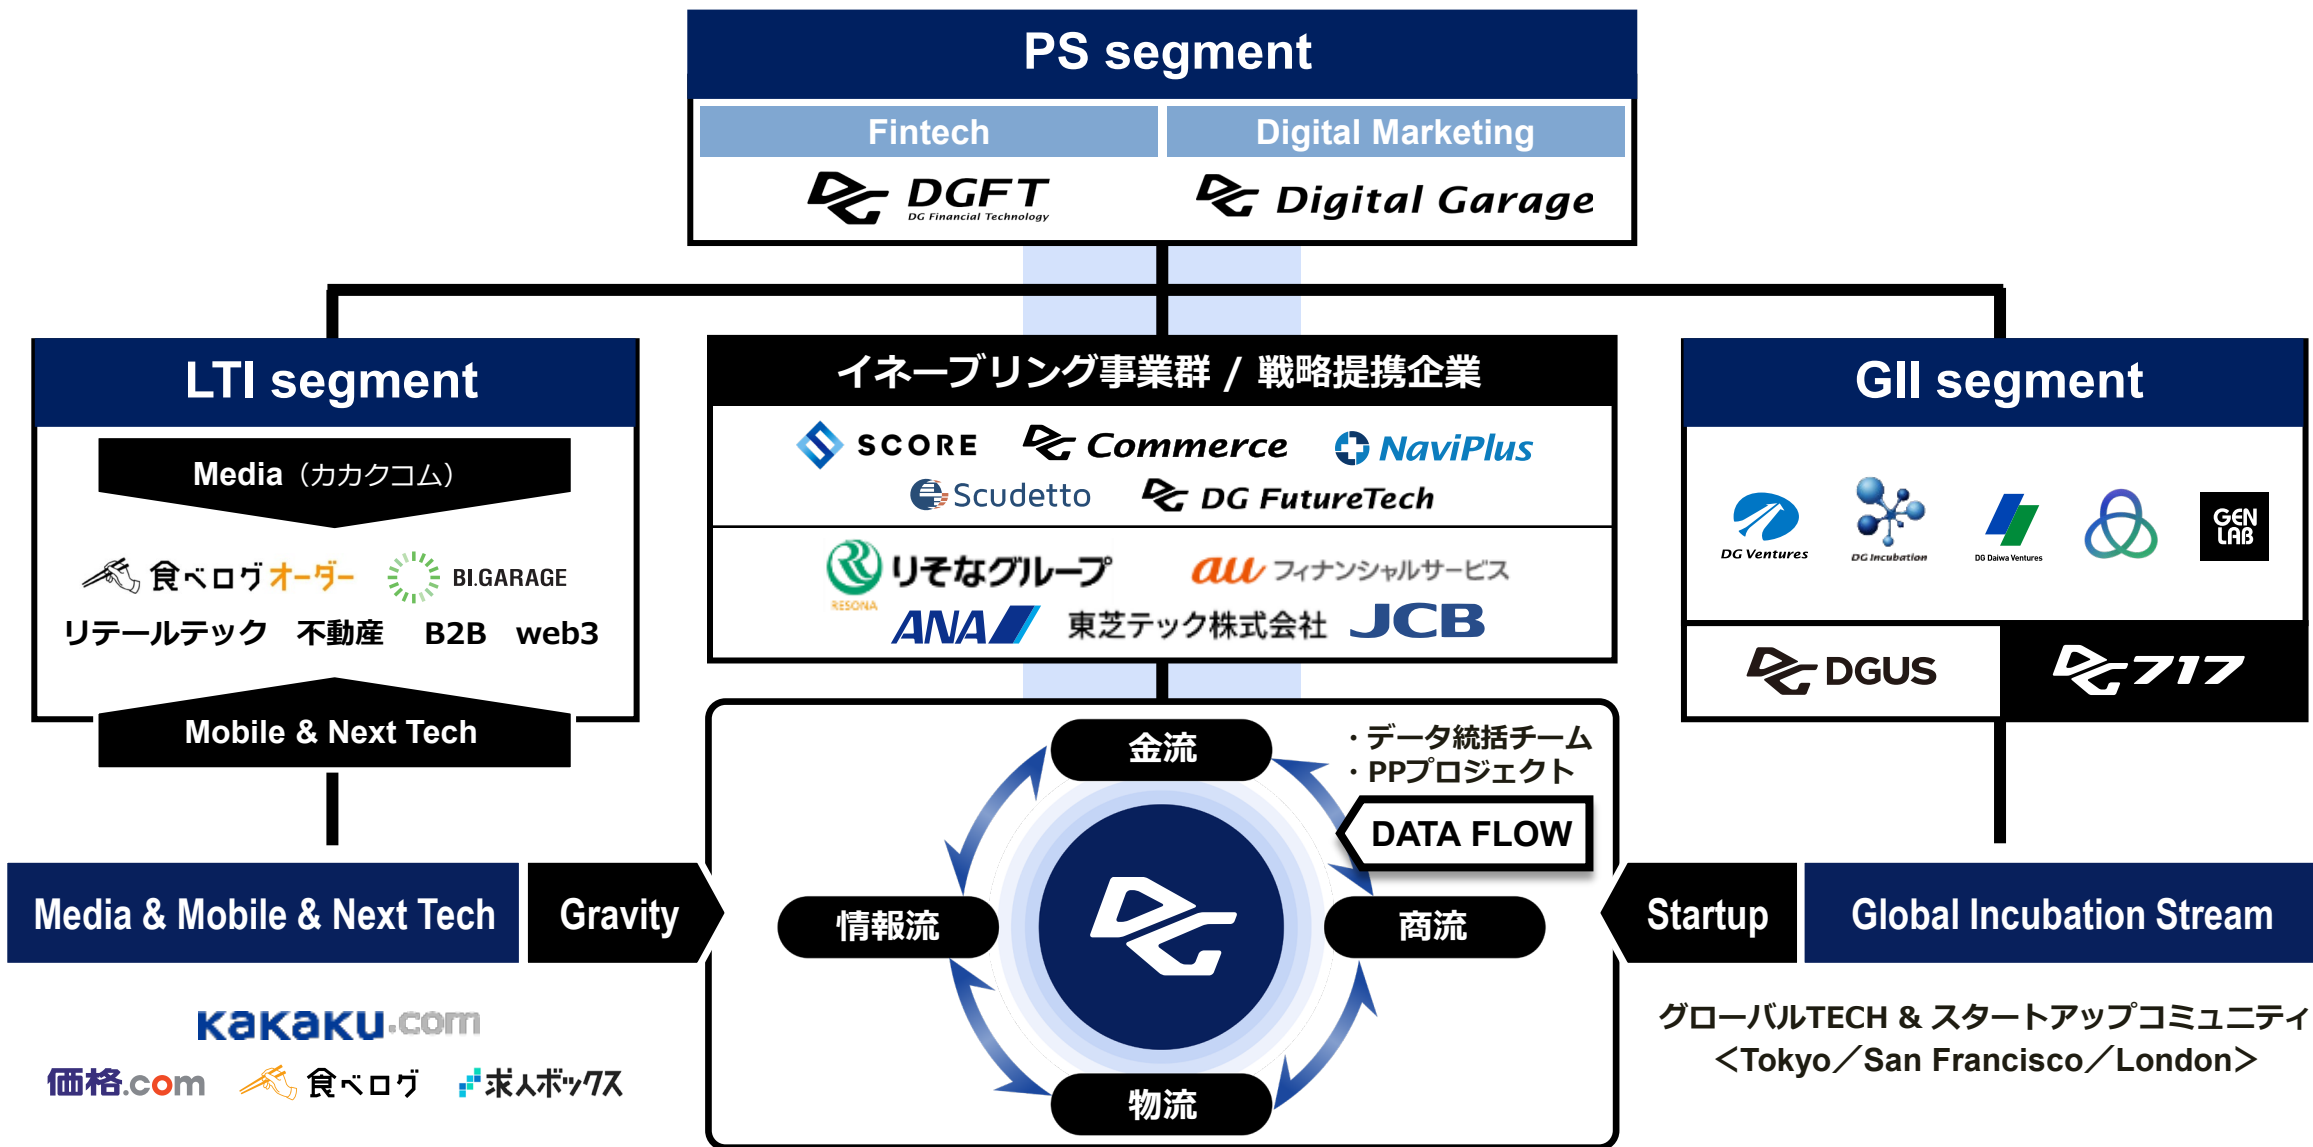 PS segment
Fintech
Digital Marketing
DG DGFT
DG Financial Technology
DG Digital Garage
LTI segment
Media（カカクコム）
食べログオーダー
BI.GARAGE
リテールテック 不動産 B2B web3
Mobile & Next Tech
イネーブリング事業群 / 戦略提携企業
SCORE
DG Commerce
NaviPlus
Scudetto
DG DG FutureTech
りそなグループ
RESONA
au フィナンシャルサービス
ANA
東芝テック株式会社
JCB
GII segment
DG Ventures
DG Incubation
DG Daiwa Ventures
GEN
LAB
DG DGUS
DG 717
金流
・データ統括チーム
・PPプロジェクト
DATA FLOW
情報流
DG
商流
物流
Media & Mobile & Next Tech
Gravity
Startup
Global Incubation Stream
kakaku.com
価格.com
食べログ
求人ボックス
グローバルTECH & スタートアップコミュニティ
＜Tokyo／San Francisco／London＞